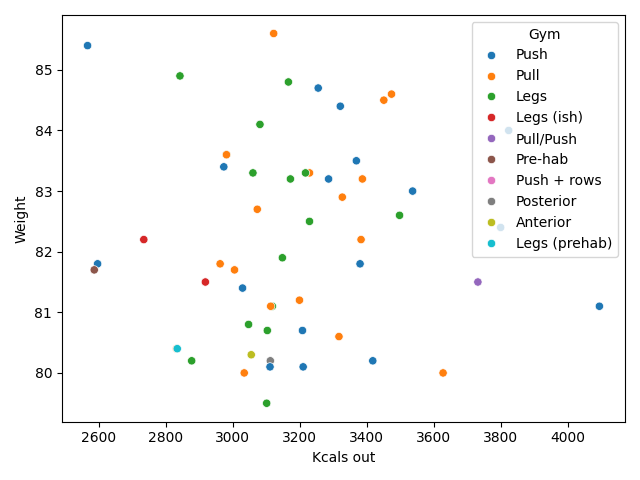 Gym
Push
Pull
Legs
Legs (ish)
Pull/Push
Pre-hab
Push + rows
Posterior
Anterior
Legs (prehab)
Weight
85
84
83
82
81
80
2600 2800 3000 3200 3400 3600 3800 4000
Kcals out